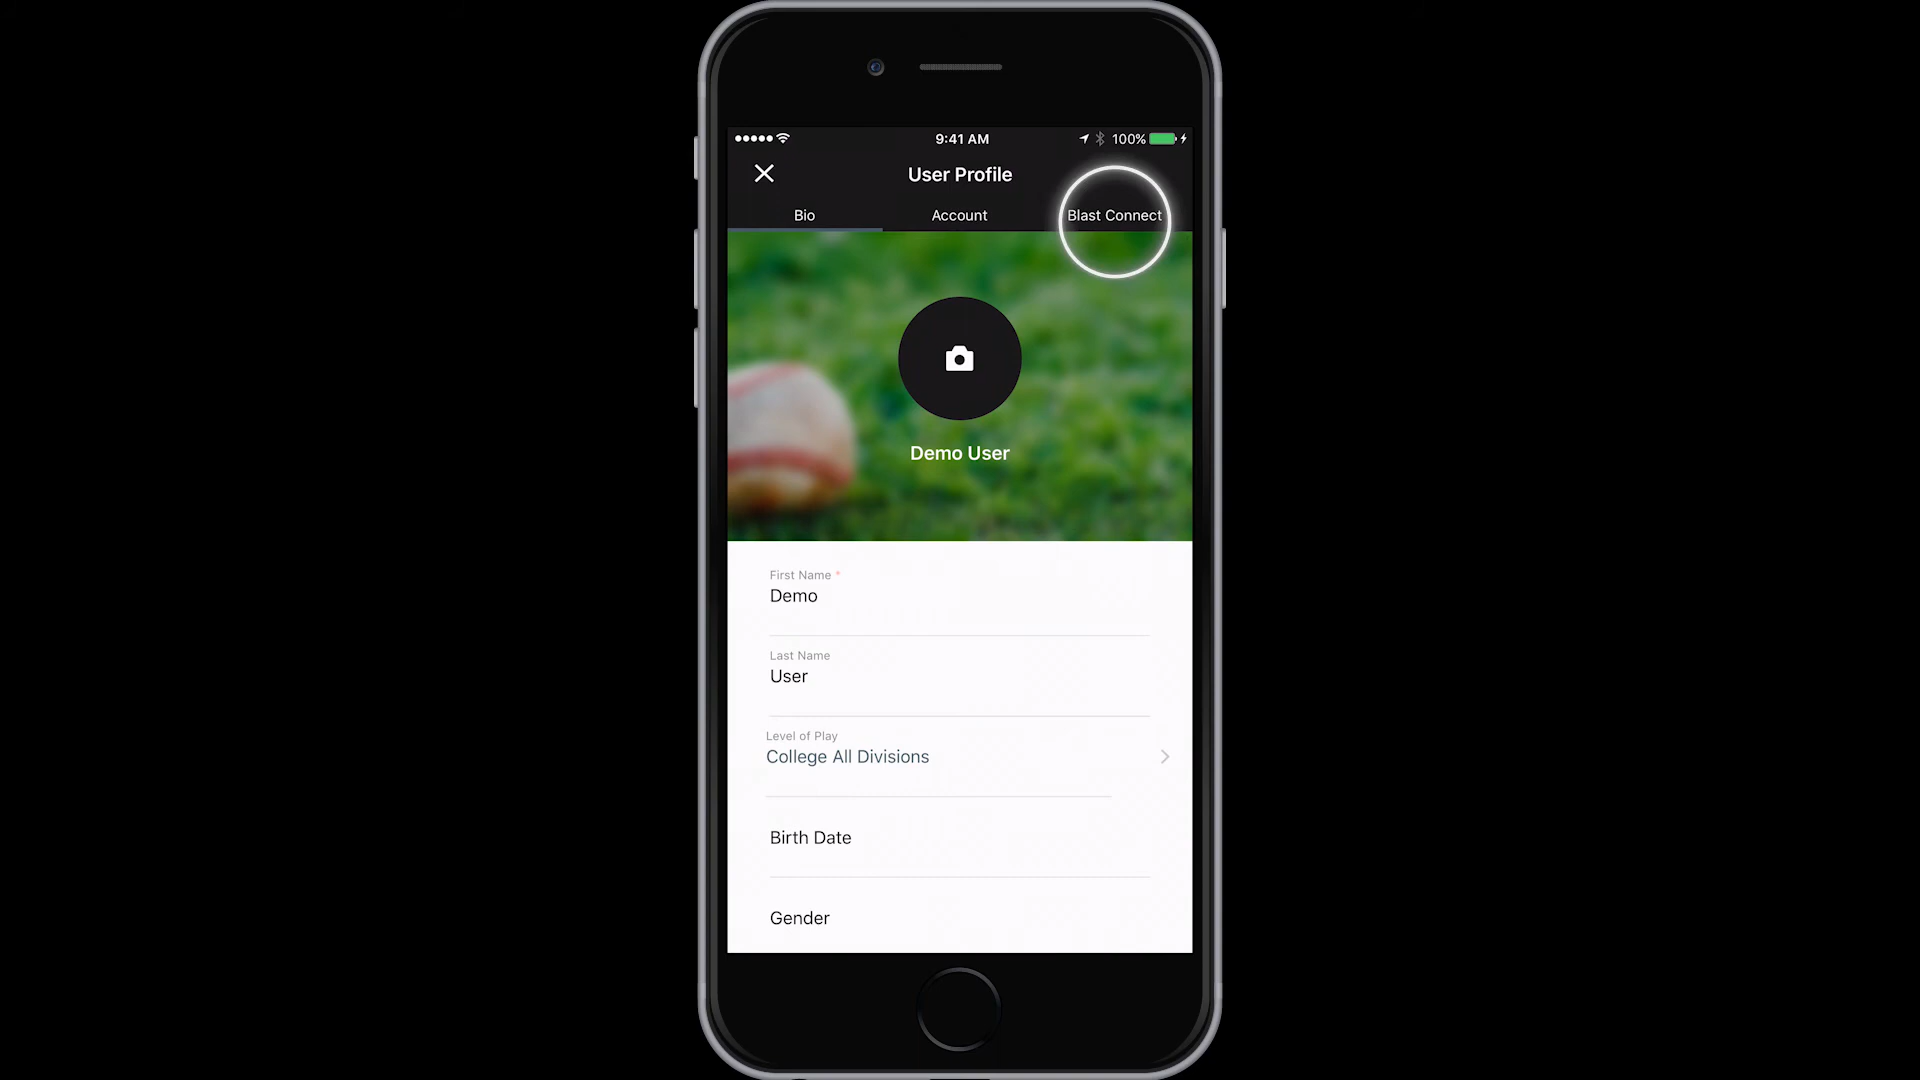 9:41 AM
100%
User Profile
Bio
Account
Blast Connect
Demo User
First Name *
Demo
Last Name
User
Level of Play
College All Divisions
Birth Date
Gender